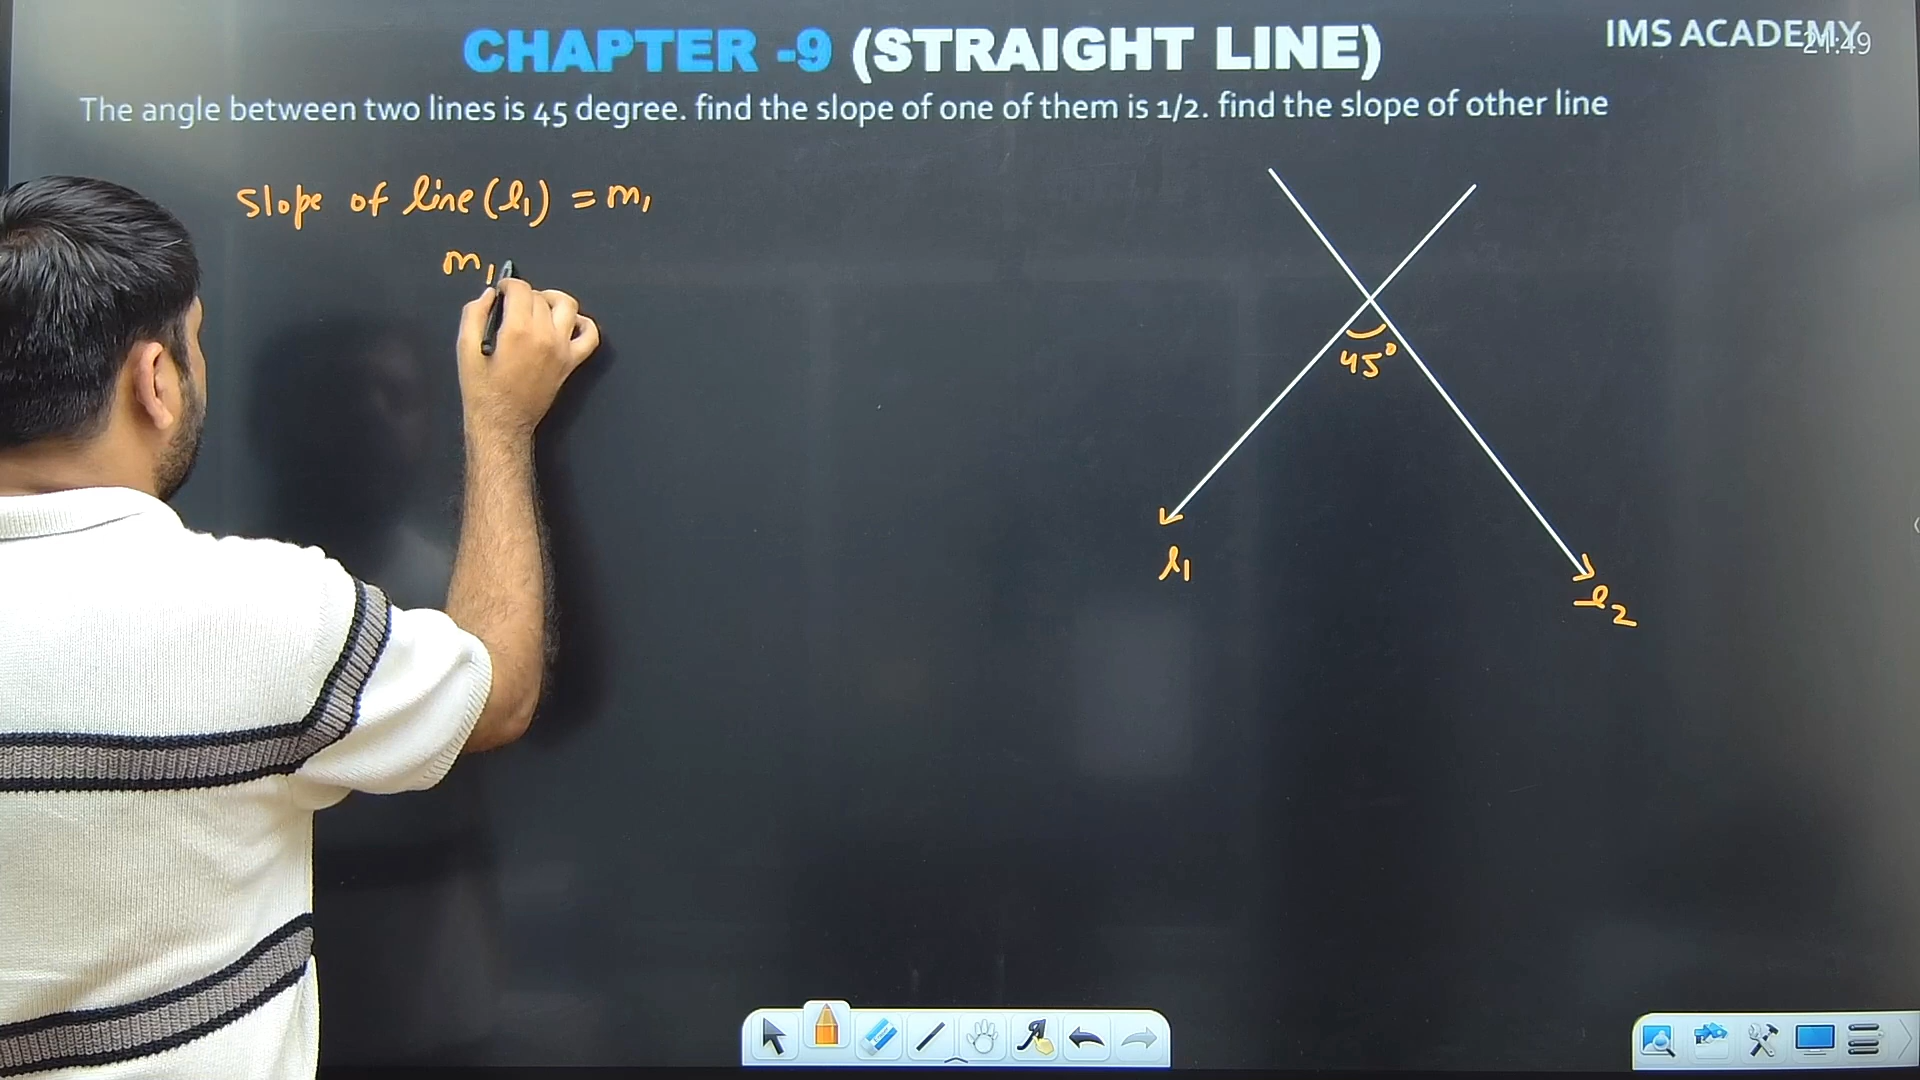 CHAPTER -9 (STRAIGHT LINE)
IMS ACADEMY
21:49
The angle between two lines is 45 degree. find the slope of one of them is 1/2. find the slope of other line
Slope of line (l₁) = m₁
m₁
45°
l₁
l₂